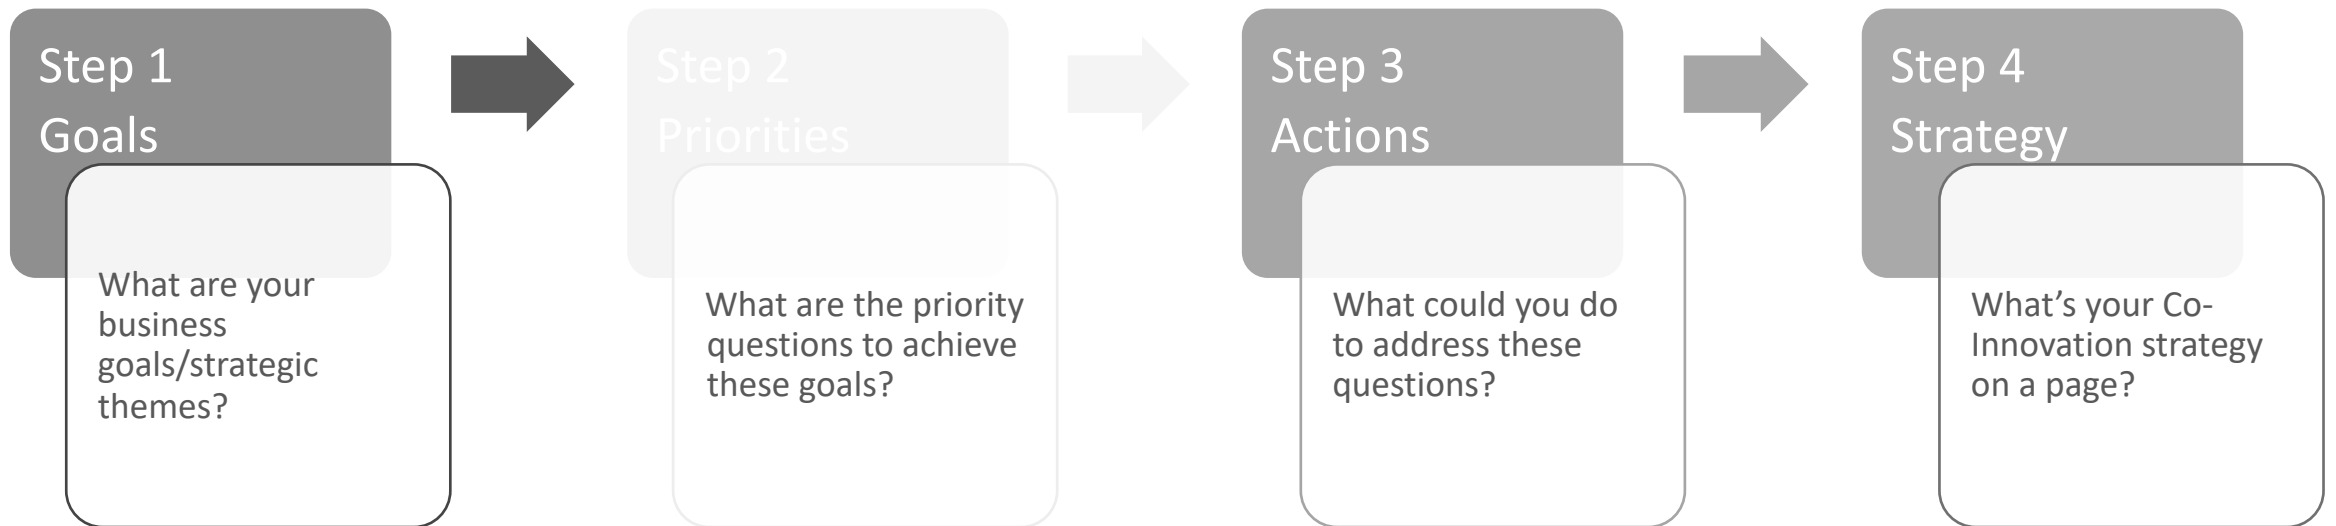 Step 1
Goals
What are your
business
goals/strategic
themes?
Step 2
Priorities
What are the priority
questions to achieve
these goals?
Step 3
Actions
What could you do
to address these
questions?
Step 4
Strategy
What’s your Co-
Innovation strategy
on a page?